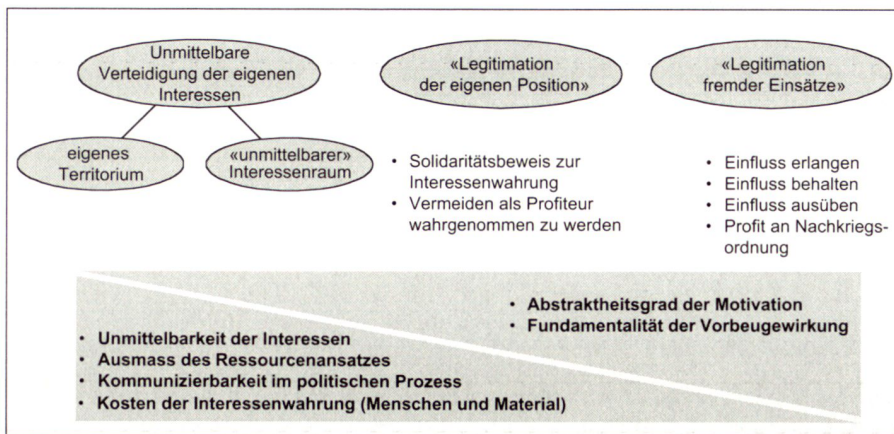 Unmittelbare
Verteidigung der eigenen
Interessen
eigenes
Territorium
«unmittelbarer»
Interessenraum
«Legitimation
der eigenen Position»
• Solidaritätsbeweis zur
Interessenwahrung
• Vermeiden als Profiteur
wahrgenommen zu werden
«Legitimation
fremder Einsätze»
• Einfluss erlangen
• Einfluss behalten
• Einfluss ausüben
• Profit an Nachkriegs-
ordnung
• Abstraktheitsgrad der Motivation
• Fundamentalität der Vorbeugewirkung
• Unmittelbarkeit der Interessen
• Ausmass des Ressourcenansatzes
• Kommunizierbarkeit im politischen Prozess
• Kosten der Interessenwahrung (Menschen und Material)